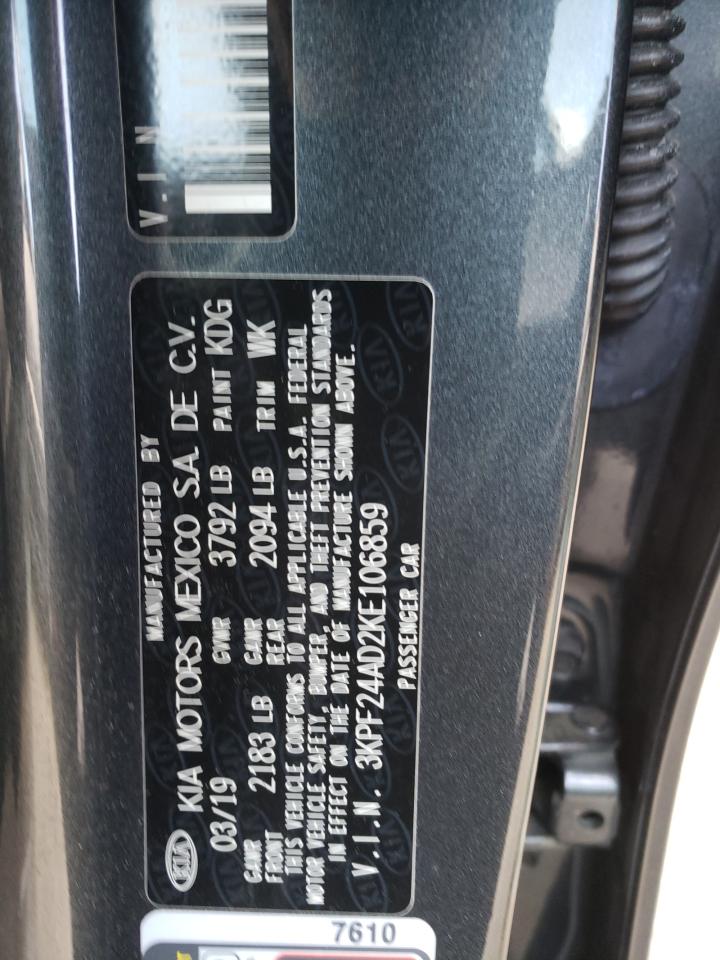 V.I.N
MANUFACTURED BY
KIA KIA MOTORS MEXICO S.A. DE C.V.
03/19 GVWR 3792 LB PAINT KDG
GAWR FRONT 2183 LB GAWR REAR 2094 LB TRIM WK
THIS VEHICLE CONFORMS TO ALL APPLICABLE U.S.A. FEDERAL
MOTOR VEHICLE SAFETY, BUMPER, AND THEFT PREVENTION STANDARDS
IN EFFECT ON THE DATE OF MANUFACTURE SHOWN ABOVE.
V.I.N. 3KPF24AD2KE106859
PASSENGER CAR
7610